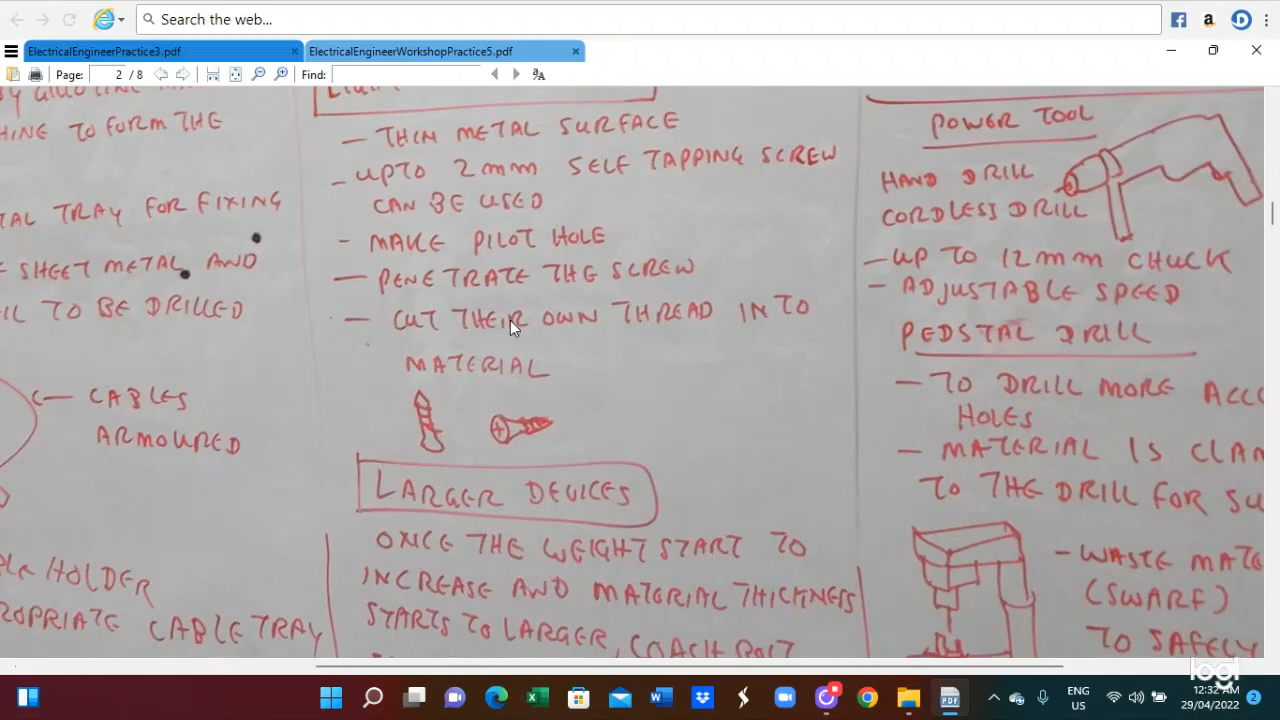 Search the web...
ElectricalEngineerPractice3.pdf
ElectricalEngineerWorkshopPractice5.pdf
Page: 2 / 8
Find:
HINE TO FORM THE
TAL TRAY FOR FIXING
E SHEET METAL AND
TO BE DRILLED
CABLES
ARMOURED
HOLDER
CABLE TRAY
- THIN METAL SURFACE
- UPTO 2mm SELF TAPPING SCREW
CAN BE USED
- MAKE PILOT HOLE
- PENETRATE THE SCREW
- CUT THEIR OWN THREAD INTO
MATERIAL
LARGER DEVICES
ONCE THE WEIGHT START TO
INCREASE AND MATERIAL THICKNESS
STARTS TO LARGER, COACH BOLT
POWER TOOL
HAND DRILL
CORDLESS DRILL
- UP TO 12mm CHUCK
- ADJUSTABLE SPEED
PEDSTAL DRILL
- TO DRILL MORE ACC
HOLES
- MATERIAL IS CLAM
TO THE DRILL FOR SU
- WASTE MATE
(SWARF)
TO SAFELY
logi
ENG
US
12:32 AM
29/04/2022
2